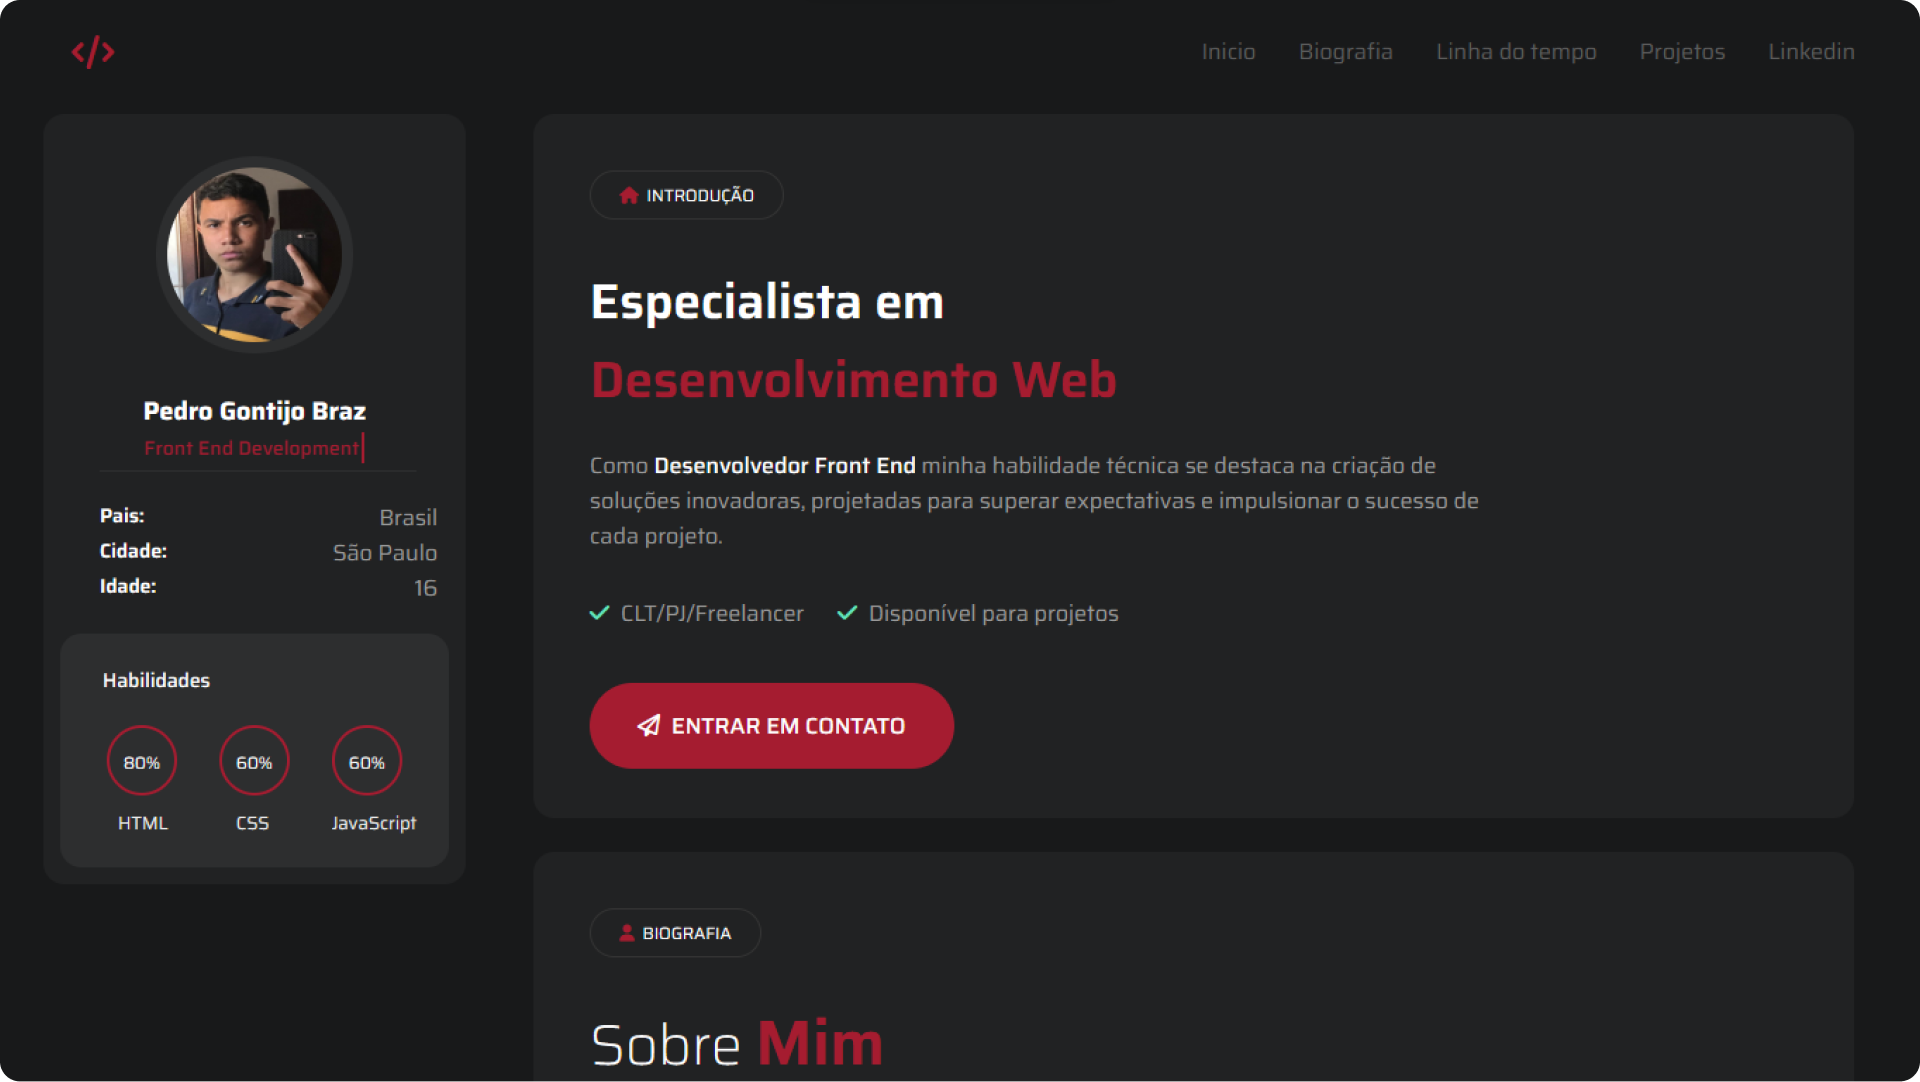 </>
Inicio Biografia Linha do tempo Projetos Linkedin
Pedro Gontijo Braz
Front End Development
Pais: Brasil
Cidade: São Paulo
Idade: 16
Habilidades
80% 60% 60%
HTML CSS JavaScript
INTRODUÇÃO
Especialista em
Desenvolvimento Web
Como Desenvolvedor Front End minha habilidade técnica se destaca na criação de
soluções inovadoras, projetadas para superar expectativas e impulsionar o sucesso de
cada projeto.
CLT/PJ/Freelancer Disponível para projetos
ENTRAR EM CONTATO
BIOGRAFIA
Sobre Mim